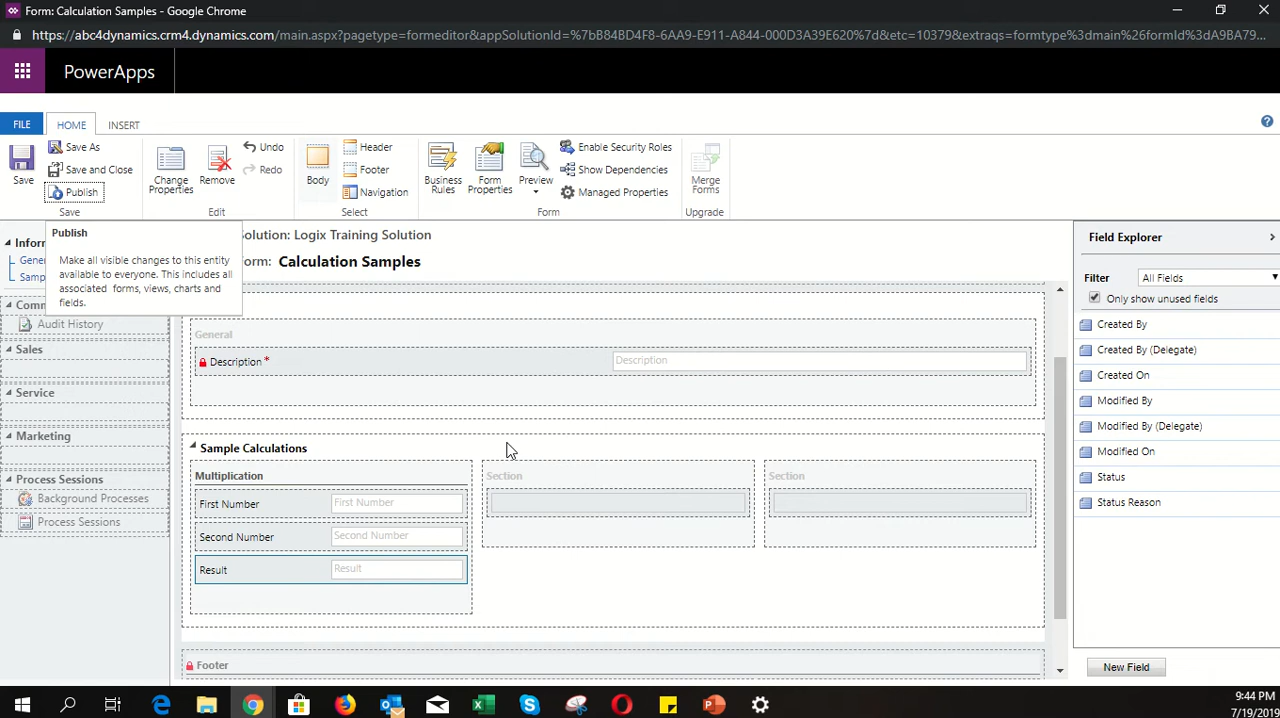 Form: Calculation Samples - Google Chrome
https://abc4dynamics.crm4.dynamics.com/main.aspx?pagetype=formeditor&appSolutionId=%7bB84BD4F8-6AA9-E911-A844-000D3A39E620%7d&etc=10379&extraqs=formtype%3dmain%26formId%3dA9BA79...
PowerApps
FILE HOME INSERT
Save
Save As
Save and Close
Publish
Save
Change Properties
Remove
Undo
Redo
Edit
Body
Header
Footer
Navigation
Select
Business Rules
Form Properties
Preview
Enable Security Roles
Show Dependencies
Managed Properties
Form
Merge Forms
Upgrade
Publish
Make all visible changes to this entity
available to everyone. This includes all
associated forms, views, charts and
fields.
Infor
Gene
Samp
Comm
Audit History
Sales
Service
Marketing
Process Sessions
Background Processes
Process Sessions
olution: Logix Training Solution
orm: Calculation Samples
General
Description * Description
Sample Calculations
Multiplication Section Section
First Number First Number
Second Number Second Number
Result Result
Footer
Field Explorer
Filter All Fields
Only show unused fields
Created By
Created By (Delegate)
Created On
Modified By
Modified By (Delegate)
Modified On
Status
Status Reason
New Field
9:44 PM
7/19/2019